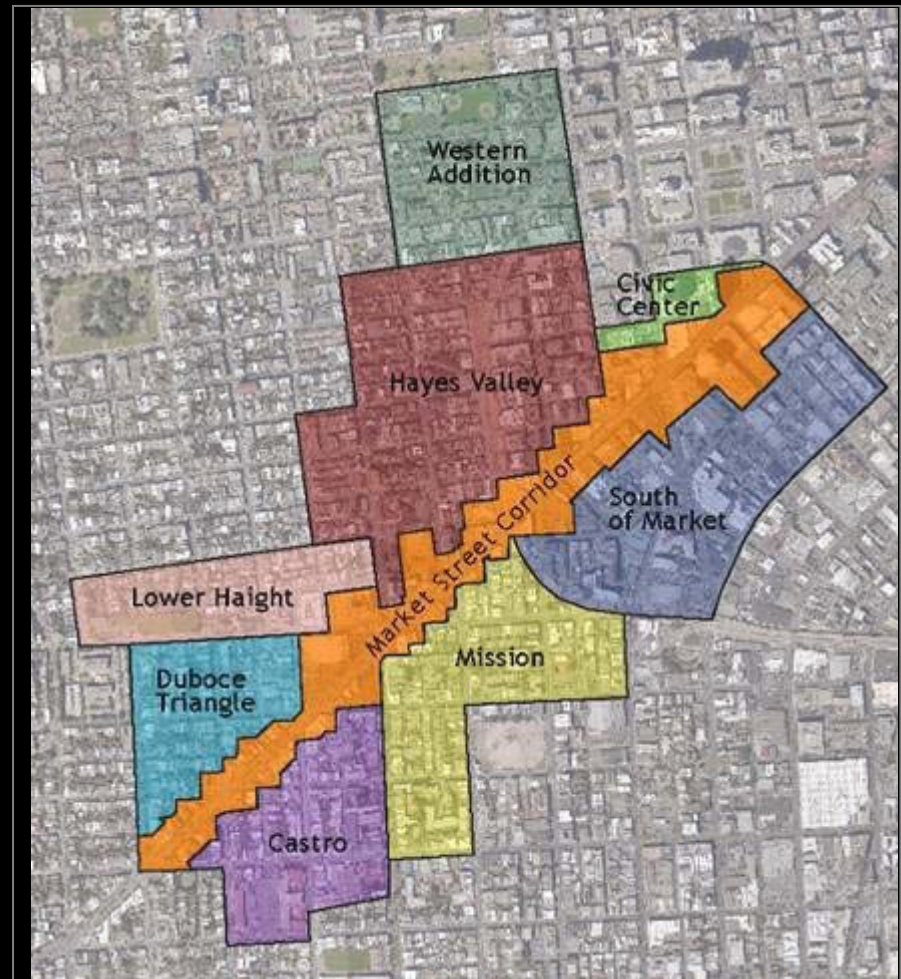 Western
Addition
Civic
Center
Hayes Valley
Market Street Corridor
South
of Market
Lower Haight
Mission
Duboce
Triangle
Castro